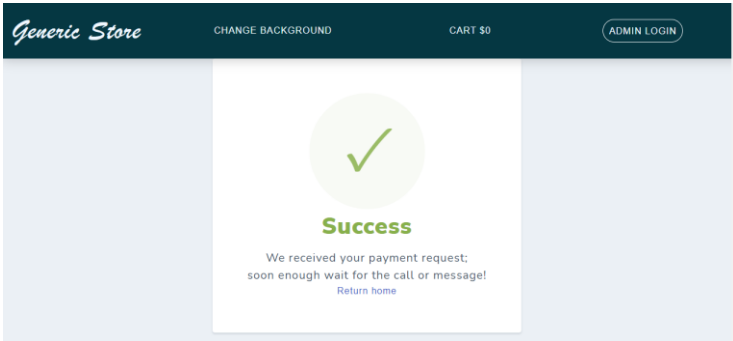 Generic Store
CHANGE BACKGROUND
CART $0
ADMIN LOGIN
Success
We received your payment request;
soon enough wait for the call or message!
Return home